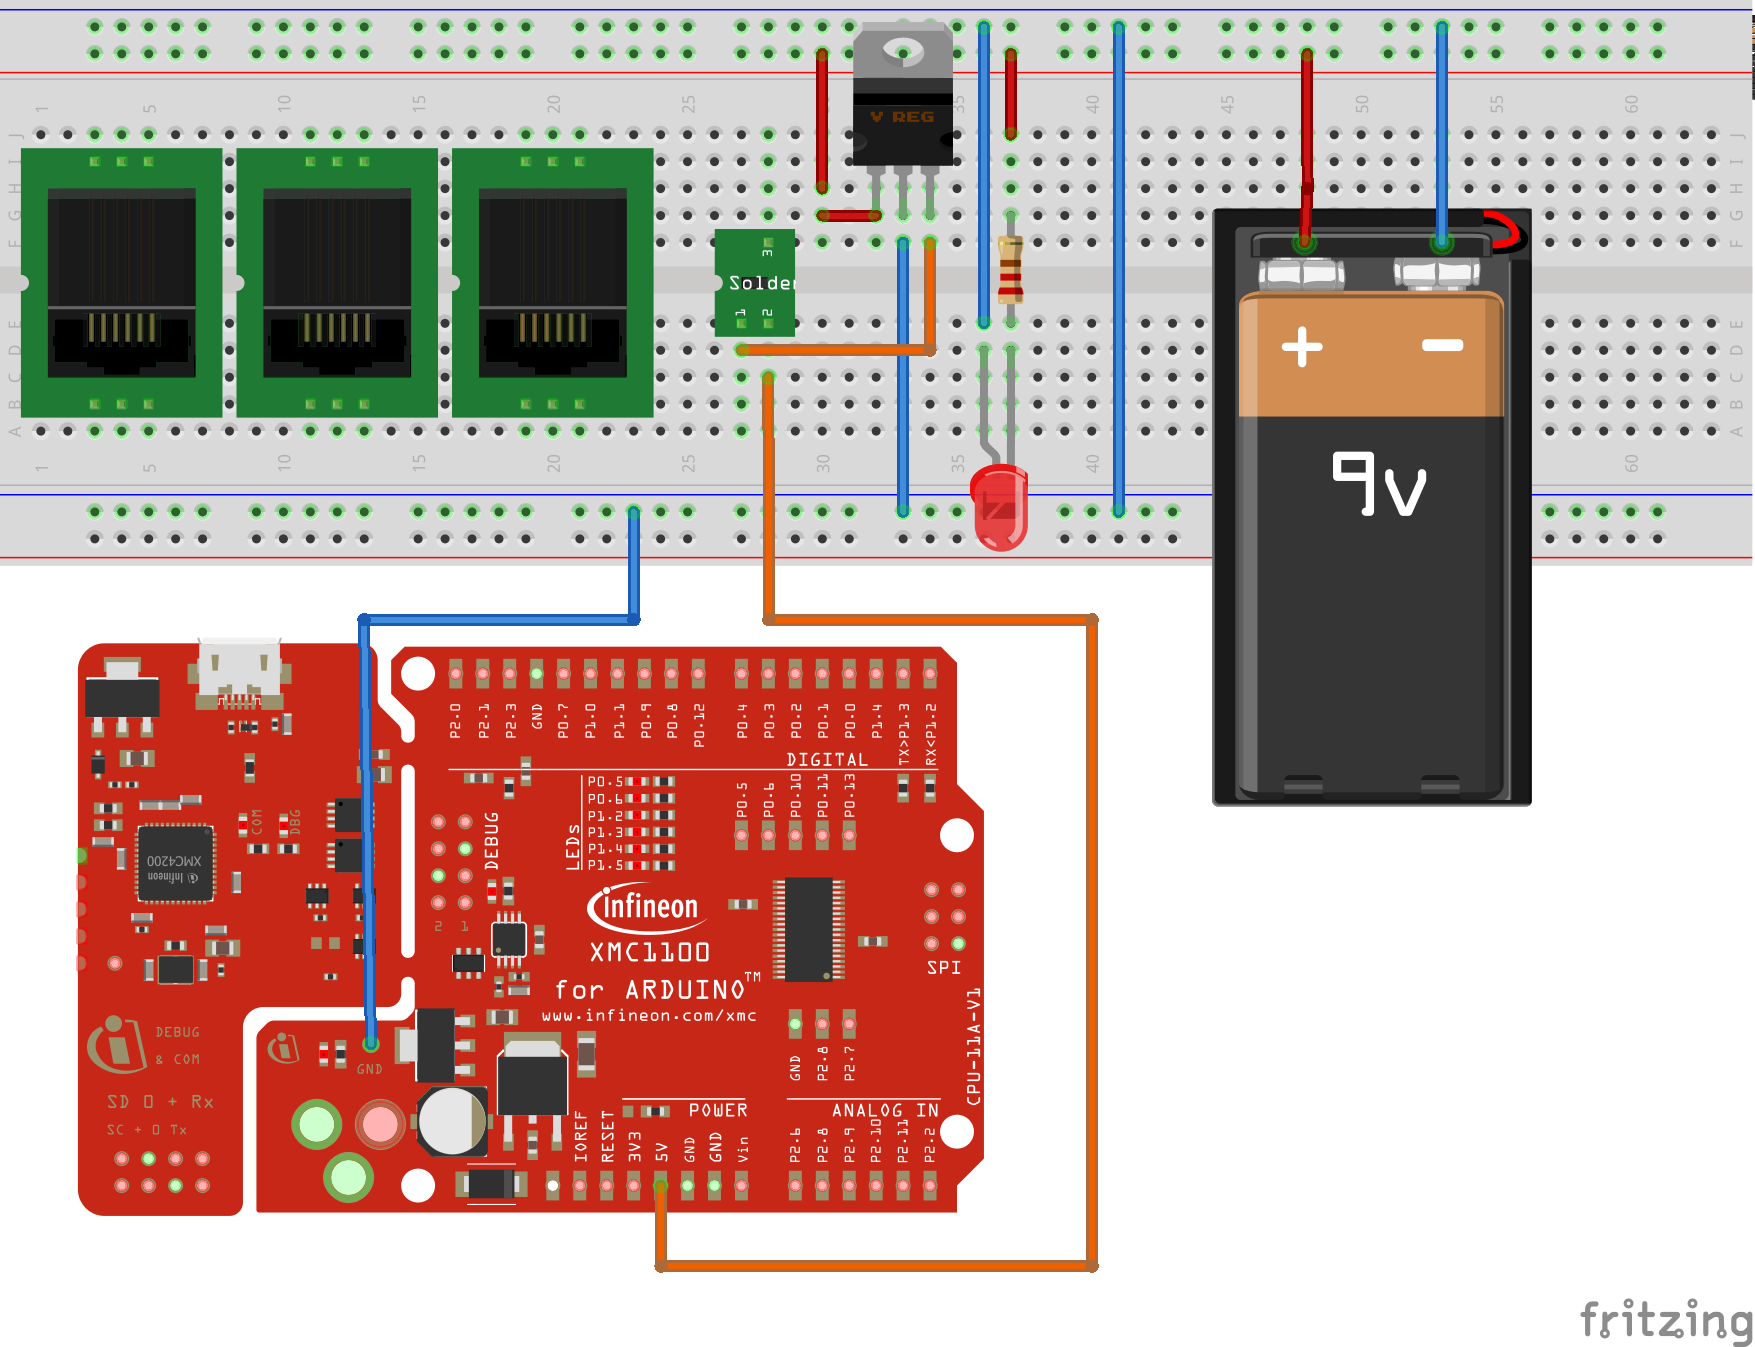 1 5 10 15 20 25 35 40 45 50 55 60
J I H G F
J I H G F
V REG
3
Solder
1 2
E D C B A
E D C B A
1 5 10 15 20 25 30 35 40 60
+ -
9v
P2.0 P2.1 P2.3 GND P0.7 P1.0 P1.1 P0.9 P0.8 P0.12 P0.4 P0.3 P0.2 P0.1 P0.0 P1.4 TX>P1.3 RX<P1.2
DIGITAL
P0.5 P0.6 P0.10 P0.11 P0.13
LEDs
P0.5
P0.6
P1.2
P1.3
P1.4
P1.5
DEBUG
2 1
COM DBG
XMC4200
infineon
infineon
XMC1100
for ARDUINO™
www.infineon.com/xmc
SPI
CPU-11A-V1
DEBUG
& COM
GND
SD 0 + Rx
SC + 0 Tx
GND P2.8 P2.7
POWER
ANALOG IN
IOREF RESET 3V3 5V GND GND Vin
P2.6 P2.8 P2.9 P2.10 P2.11 P2.2
fritzing